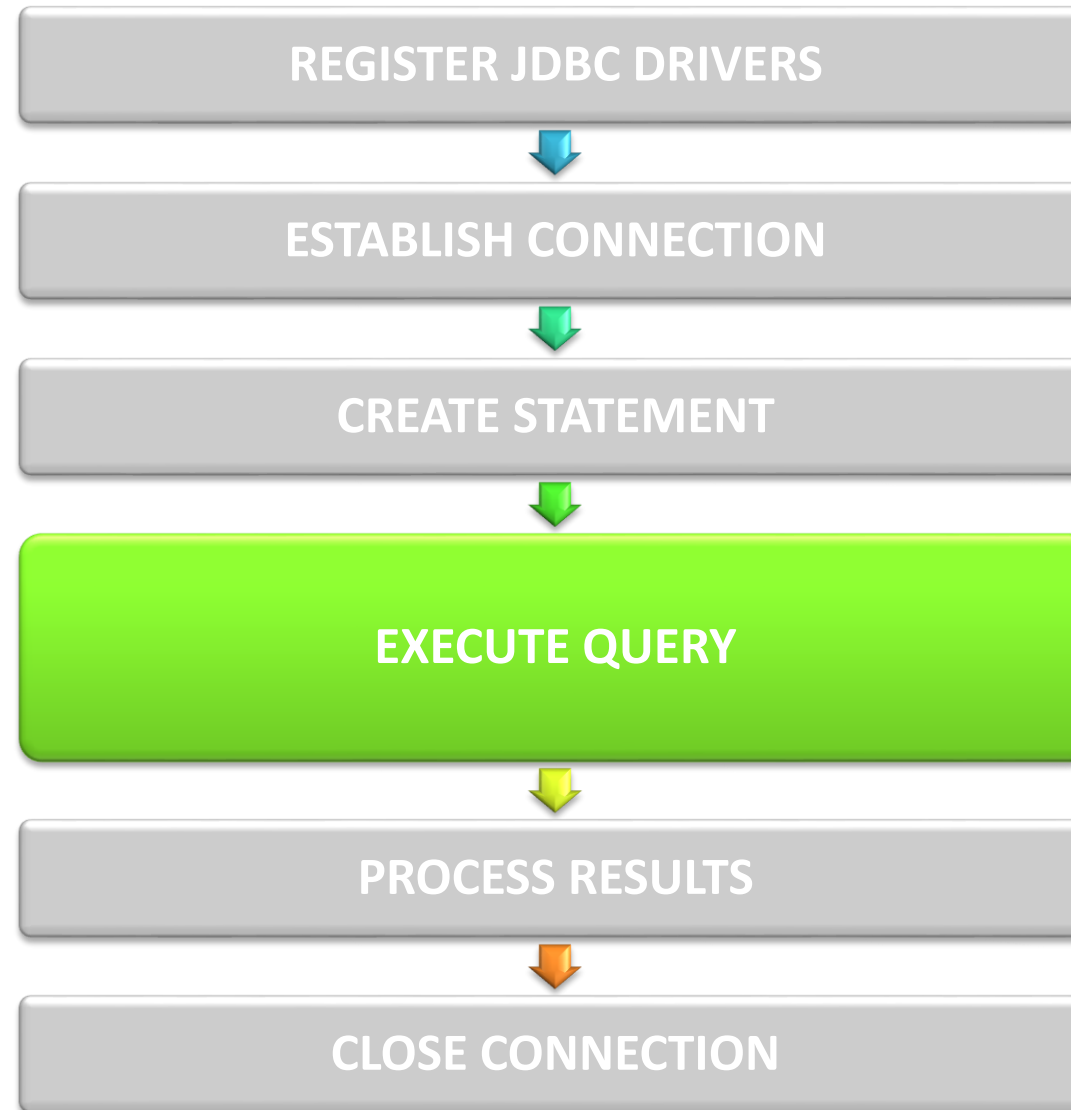 REGISTER JDBC DRIVERS
ESTABLISH CONNECTION
CREATE STATEMENT
EXECUTE QUERY
PROCESS RESULTS
CLOSE CONNECTION